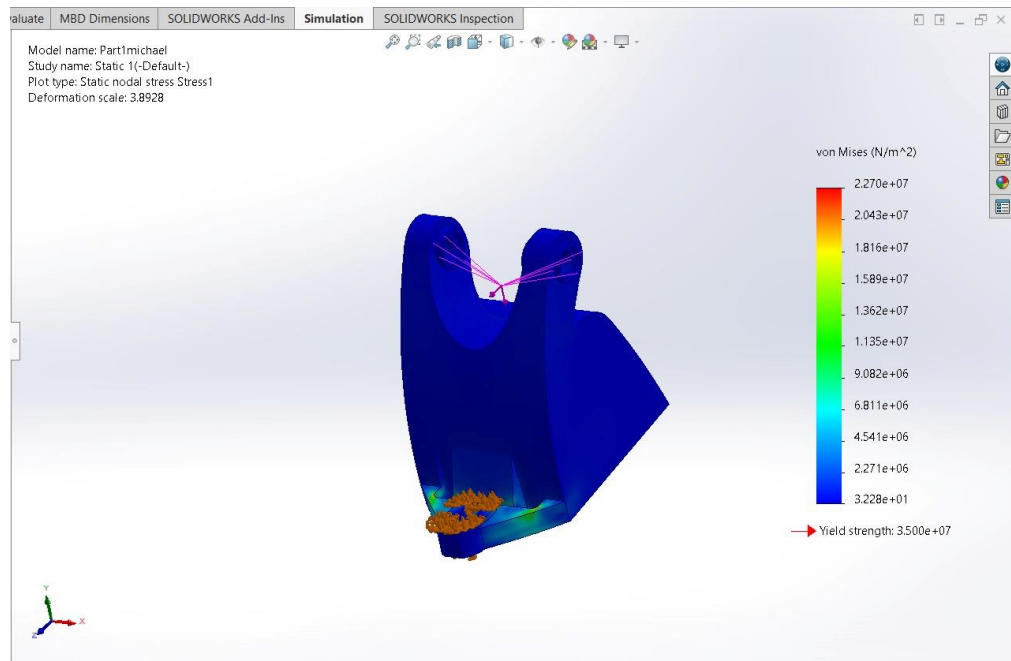 aluate MBD Dimensions SOLIDWORKS Add-Ins Simulation SOLIDWORKS Inspection
Model name: Part1michael
Study name: Static 1(-Default-)
Plot type: Static nodal stress Stress1
Deformation scale: 3.8928
von Mises (N/m^2)
2.270e+07
2.043e+07
1.816e+07
1.589e+07
1.362e+07
1.135e+07
9.082e+06
6.811e+06
4.541e+06
2.271e+06
3.228e+01
Yield strength: 3.500e+07
Y
X
Z